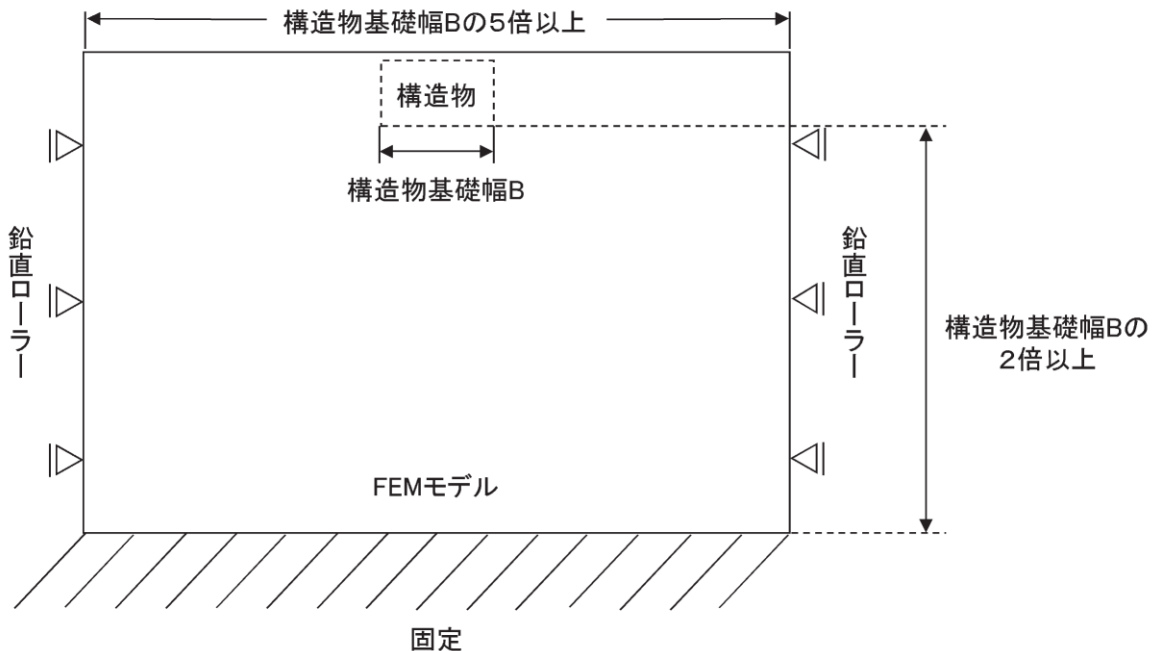 構造物基礎幅Bの5倍以上
構造物
構造物基礎幅B
鉛直ローラー
鉛直ローラー
構造物基礎幅Bの
2倍以上
FEMモデル
固定